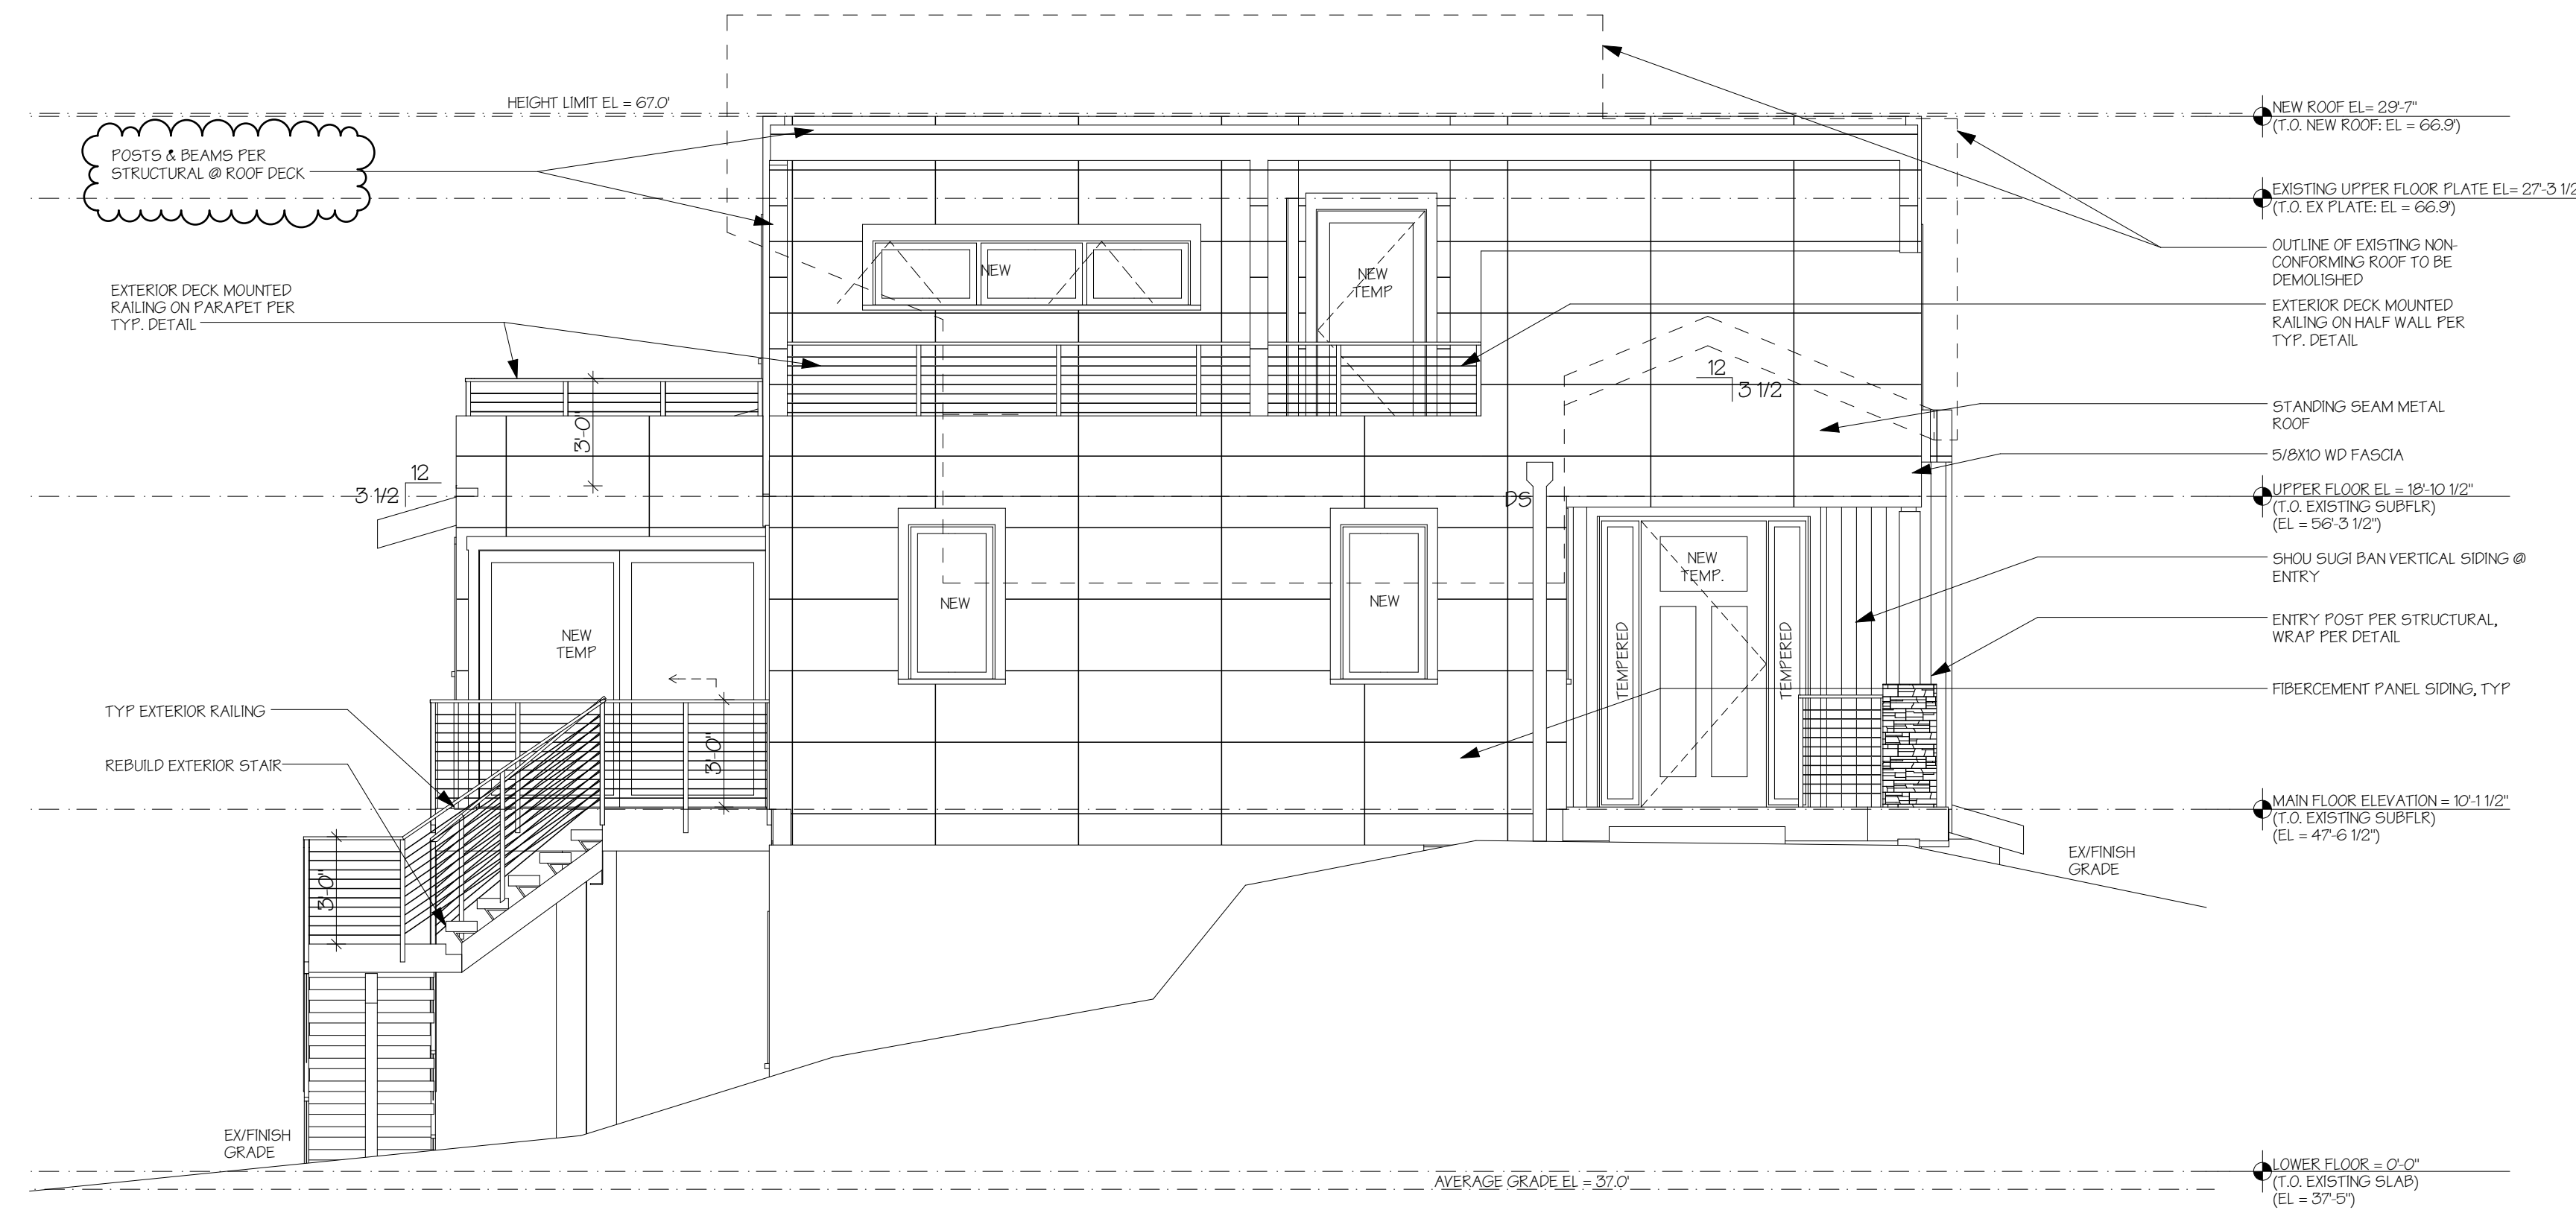 HEIGHT LIMIT EL = 67.0'
POSTS & BEAMS PER
STRUCTURAL @ ROOF DECK
EXTERIOR DECK MOUNTED
RAILING ON PARAPET PER
TYP. DETAIL
3'-0"
12
3 1/2
TYP EXTERIOR RAILING
REBUILD EXTERIOR STAIR
3'-0"
3'-0"
EX/FINISH
GRADE
NEW
NEW
TEMP
12
3 1/2
DS
NEW
TEMP
NEW
NEW
NEW
TEMP.
TEMPERED
TEMPERED
EX/FINISH
GRADE
AVERAGE GRADE EL = 37.0'
NEW ROOF EL= 29'-7"
(T.O. NEW ROOF: EL = 66.9')
EXISTING UPPER FLOOR PLATE EL= 27'-3 1/2
(T.O. EX PLATE: EL = 66.9')
OUTLINE OF EXISTING NON-
CONFORMING ROOF TO BE
DEMOLISHED
EXTERIOR DECK MOUNTED
RAILING ON HALF WALL PER
TYP. DETAIL
STANDING SEAM METAL
ROOF
5/8X10 WD FASCIA
UPPER FLOOR EL = 18'-10 1/2"
(T.O. EXISTING SUBFLR)
(EL = 56'-3 1/2")
SHOU SUGI BAN VERTICAL SIDING @
ENTRY
ENTRY POST PER STRUCTURAL,
WRAP PER DETAIL
FIBERCEMENT PANEL SIDING, TYP
MAIN FLOOR ELEVATION = 10'-1 1/2"
(T.O. EXISTING SUBFLR)
(EL = 47'-6 1/2")
LOWER FLOOR = 0'-0"
(T.O. EXISTING SLAB)
(EL = 37'-5")